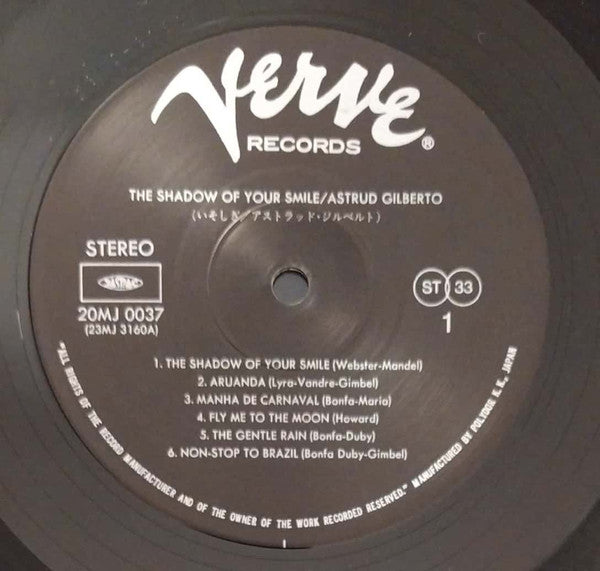 Verve
RECORDS ®
THE SHADOW OF YOUR SMILE/ASTRUD GILBERTO
(いそしぎ/アストラッド・ジルベルト)
STEREO
JASRAC
20MJ 0037
(23MJ 3160A)
ST 33
1
1. THE SHADOW OF YOUR SMILE (Webster-Mandel)
2. ARUANDA (Lyra-Vandre-Gimbel)
3. MANHA DE CARNAVAL (Bonfa-Maria)
4. FLY ME TO THE MOON (Howard)
5. THE GENTLE RAIN (Bonfa-Duby)
6. NON-STOP TO BRAZIL (Bonfa Duby-Gimbel)
"ALL RIGHTS OF THE RECORD MANUFACTURER AND OF THE OWNER OF THE WORK RECORDED RESERVED." MANUFACTURED BY POLYDOR K.K., JAPAN